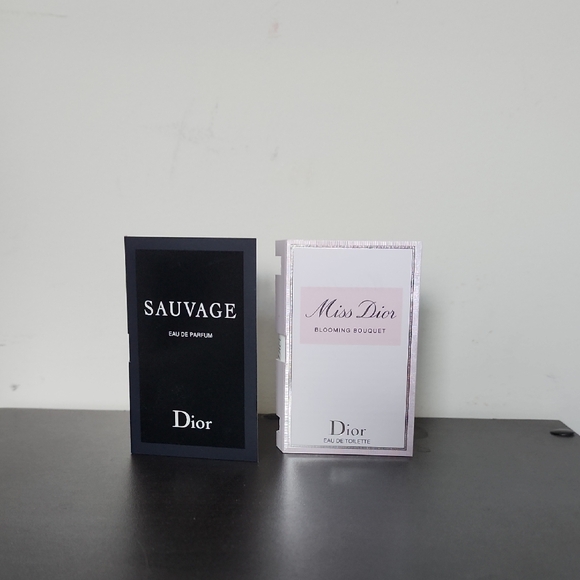 SAUVAGE
EAU DE PARFUM
Dior
Miss Dior
BLOOMING BOUQUET
Dior
EAU DE TOILETTE